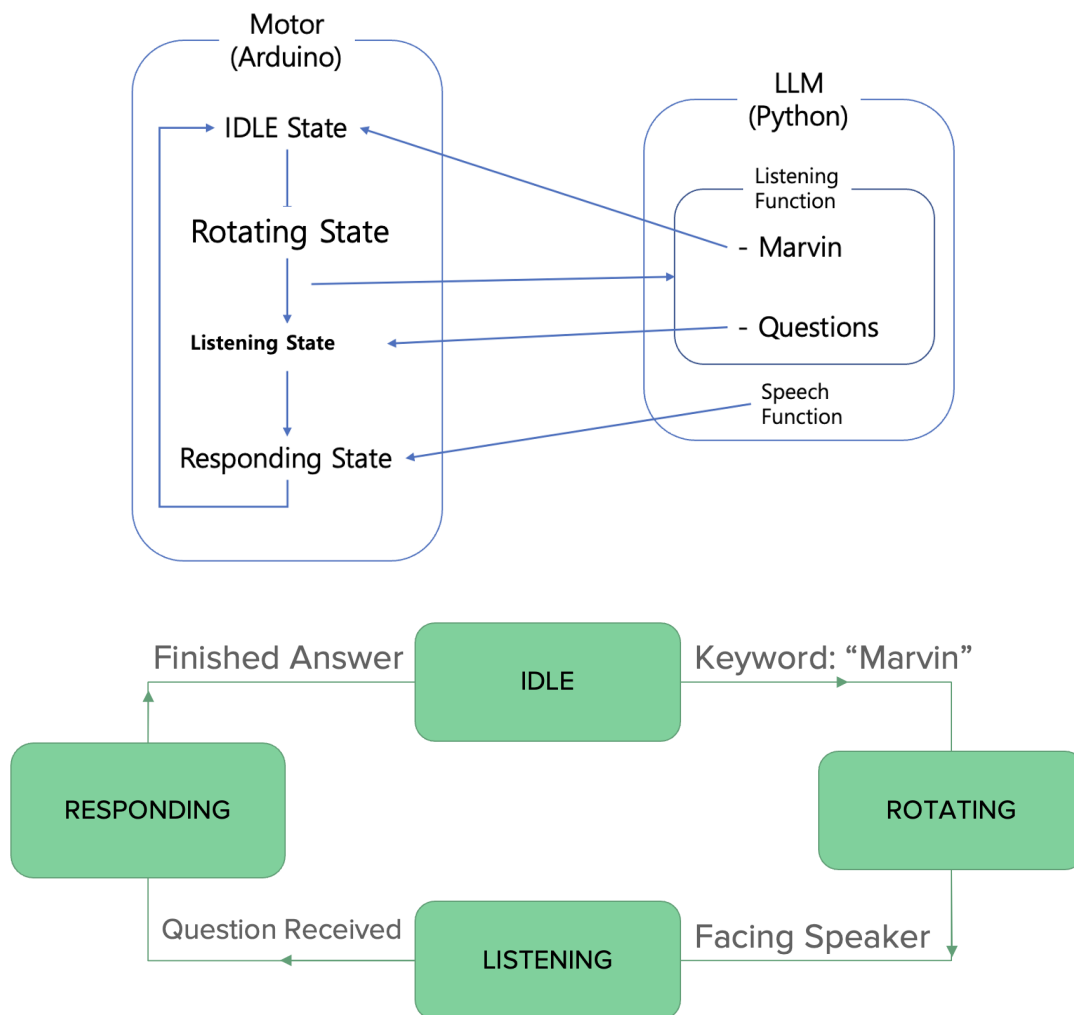 Motor
(Arduino)
IDLE State
Rotating State
Listening State
Responding State
LLM
(Python)
Listening
Function
- Marvin
- Questions
Speech
Function
Finished Answer
IDLE
Keyword: “Marvin”
RESPONDING
ROTATING
Question Received
LISTENING
Facing Speaker